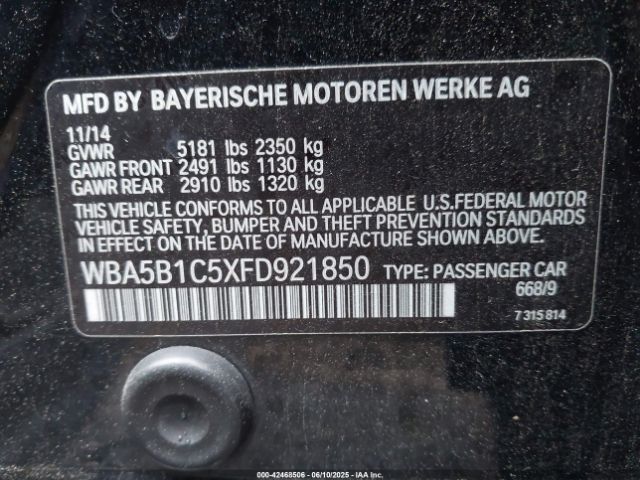 MFD BY BAYERISCHE MOTOREN WERKE AG
11/14
GVWR 5181 lbs 2350 kg
GAWR FRONT 2491 lbs 1130 kg
GAWR REAR 2910 lbs 1320 kg
THIS VEHICLE CONFORMS TO ALL APPLICABLE U.S.FEDERAL MOTOR
VEHICLE SAFETY, BUMPER AND THEFT PREVENTION STANDARDS
IN EFFECT ON THE DATE OF MANUFACTURE SHOWN ABOVE.
WBA5B1C5XFD921850 TYPE: PASSENGER CAR
668/9
7 315 814
000-42468506 - 06/10/2025 - IAA Inc.